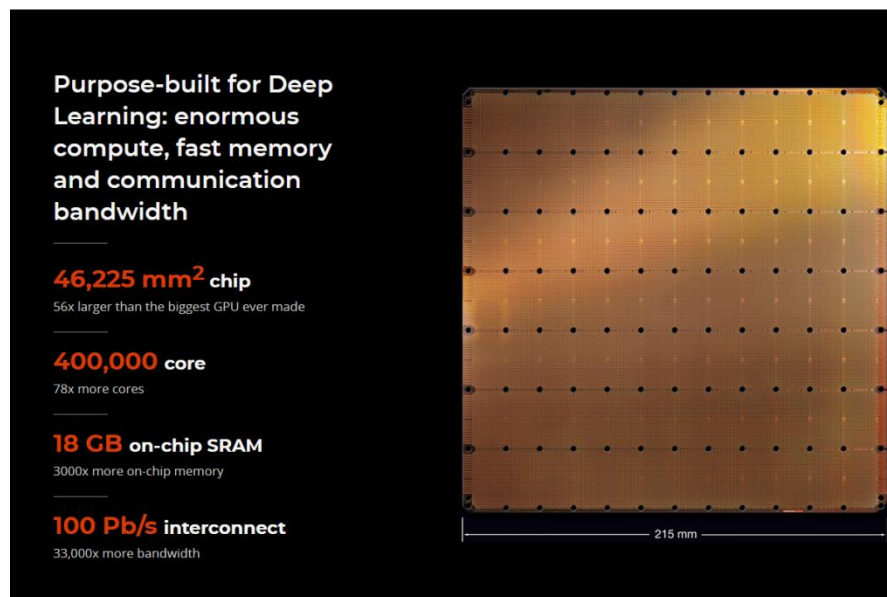 Purpose-built for Deep
Learning: enormous
compute, fast memory
and communication
bandwidth
46,225 mm² chip
56x larger than the biggest GPU ever made
400,000 core
78x more cores
18 GB on-chip SRAM
3000x more on-chip memory
100 Pb/s interconnect
33,000x more bandwidth
215 mm